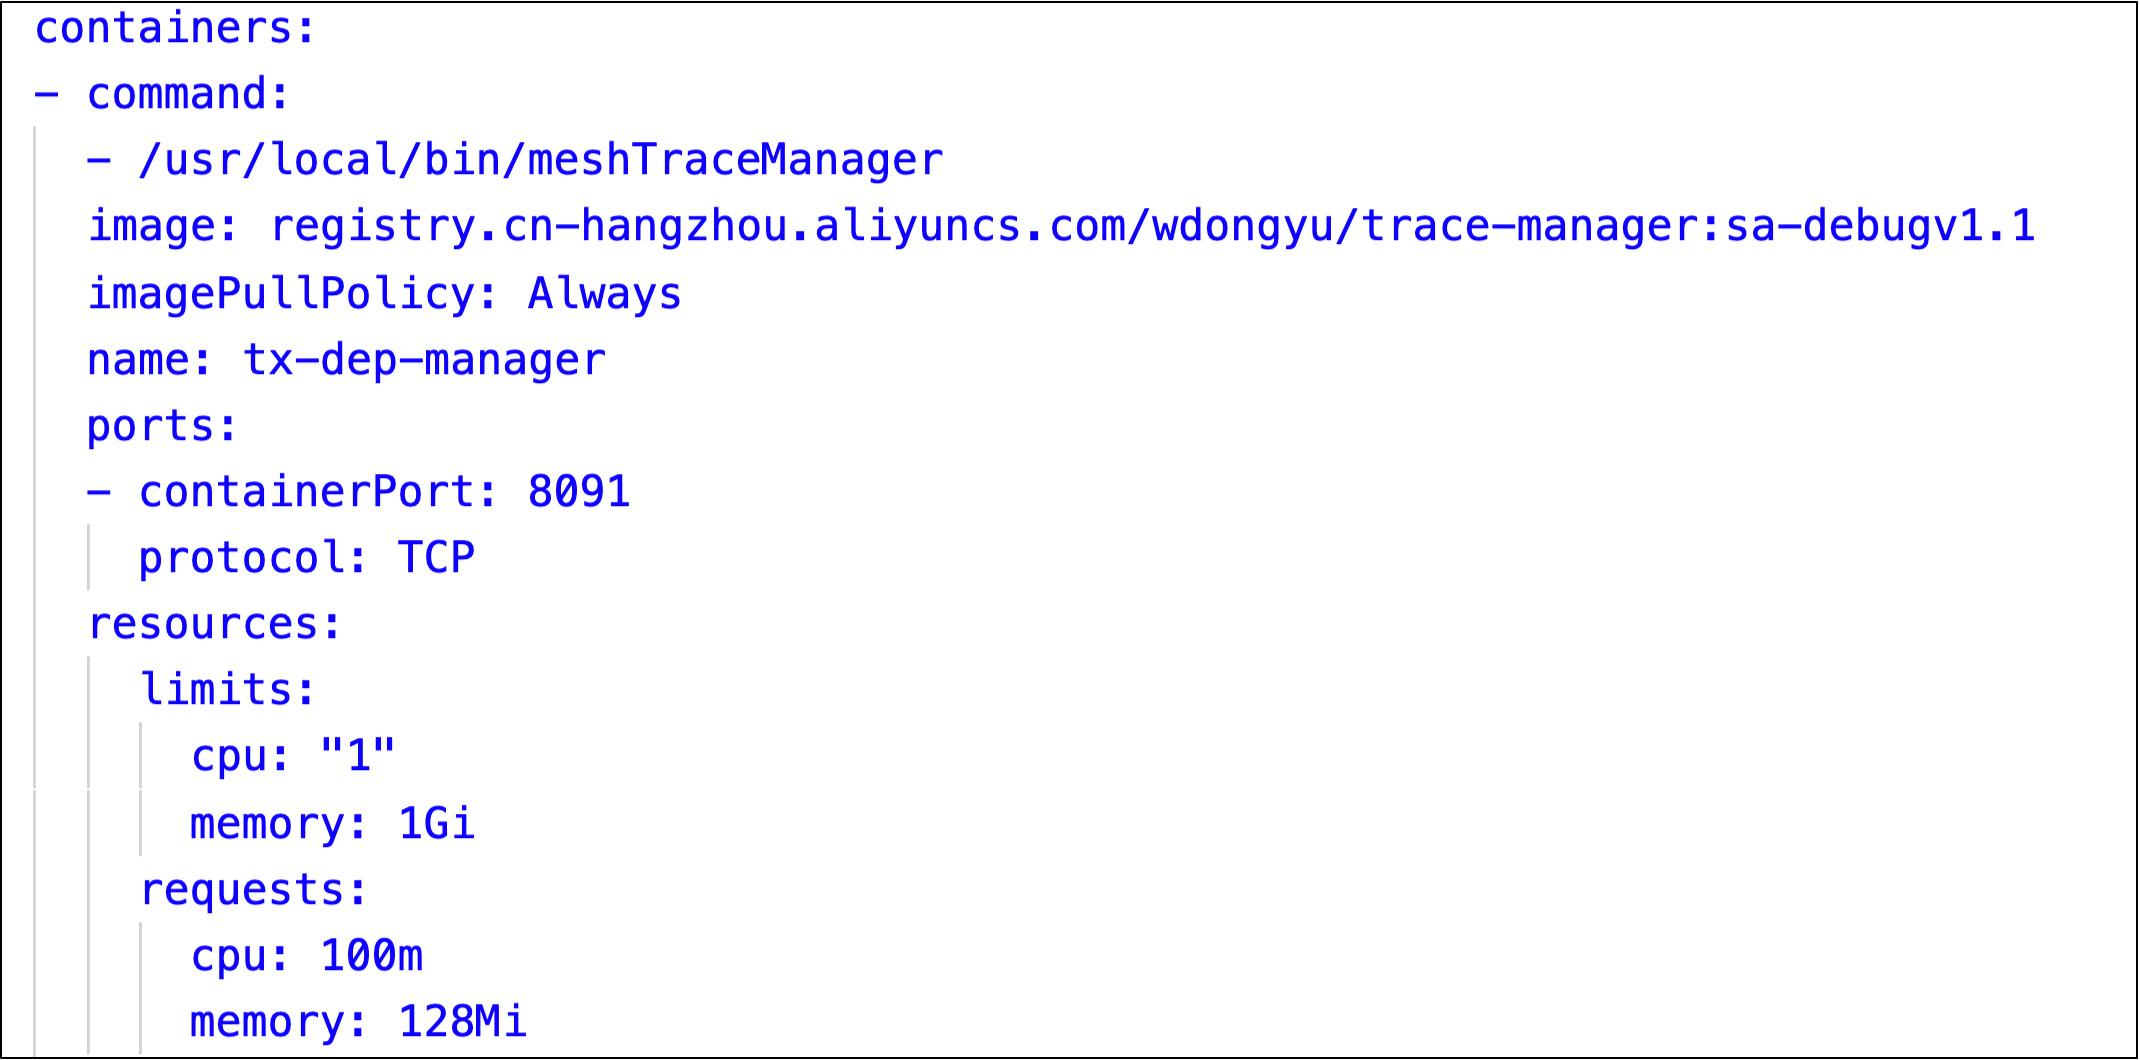 containers:
- command:
  - /usr/local/bin/meshTraceManager
  image: registry.cn-hangzhou.aliyuncs.com/wdongyu/trace-manager:sa-debugv1.1
  imagePullPolicy: Always
  name: tx-dep-manager
  ports:
  - containerPort: 8091
    protocol: TCP
  resources:
    limits:
      cpu: "1"
      memory: 1Gi
    requests:
      cpu: 100m
      memory: 128Mi